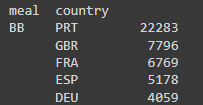 meal country
BB PRT 22283
GBR 7796
FRA 6769
ESP 5178
DEU 4059